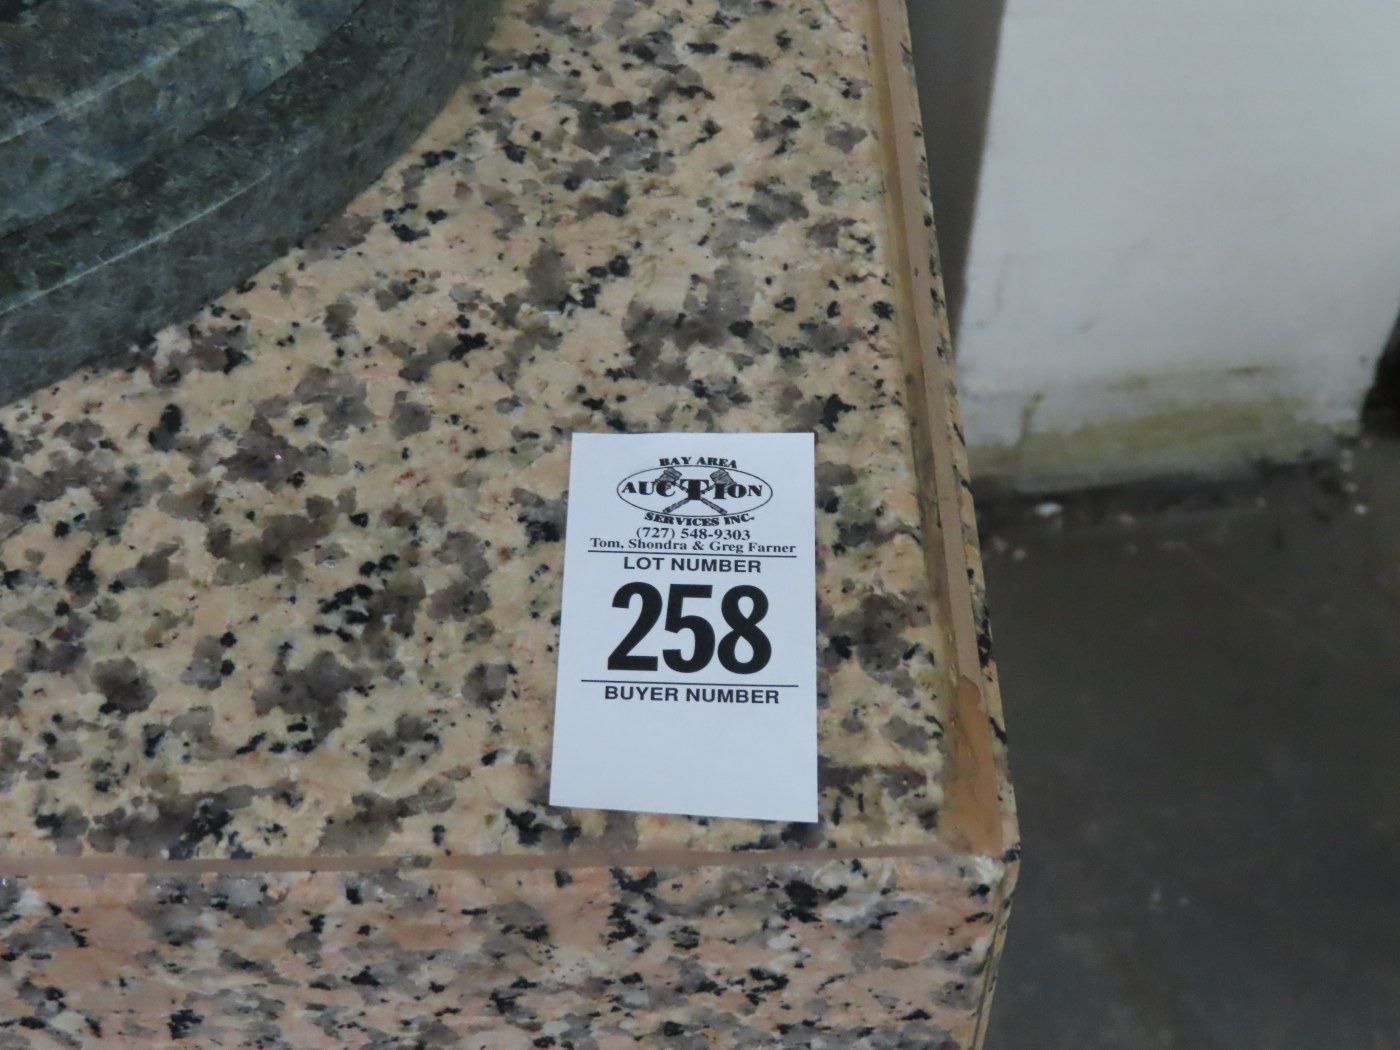 BAY AREA
AUCTION
SERVICES INC.
(727) 548-9303
Tom, Shondra & Greg Farner
LOT NUMBER
258
BUYER NUMBER